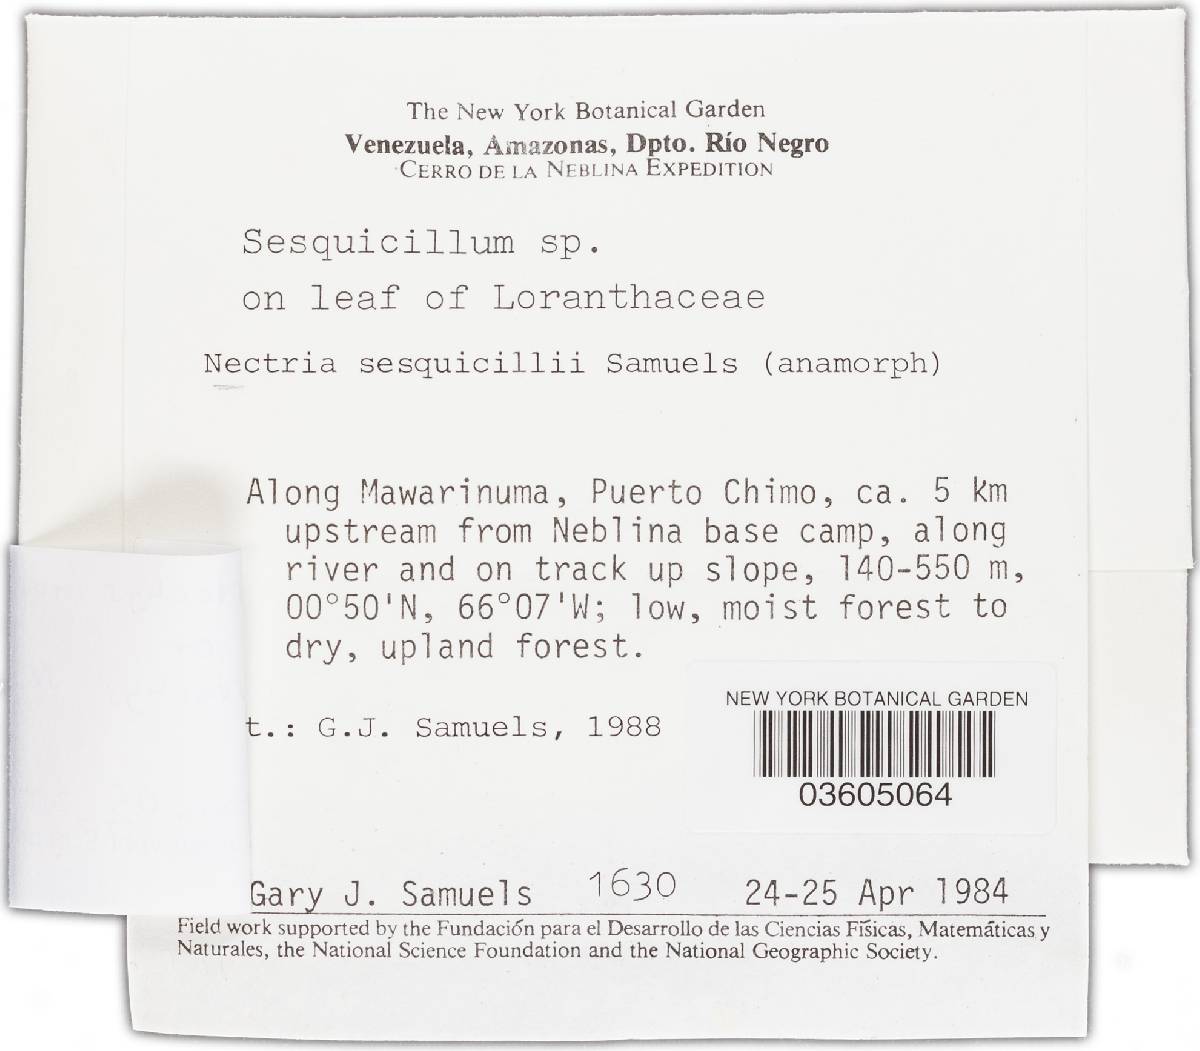 The New York Botanical Garden
Venezuela, Amazonas, Dpto. Río Negro
CERRO DE LA NEBLINA EXPEDITION
Sesquicillum sp.
on leaf of Loranthaceae
Nectria sesquicillii Samuels (anamorph)
Along Mawarinuma, Puerto Chimo, ca. 5 km
upstream from Neblina base camp, along
river and on track up slope, 140-550 m,
00°50'N, 66°07'W; low, moist forest to
dry, upland forest.
NEW YORK BOTANICAL GARDEN
t.: G.J. Samuels, 1988
03605064
Gary J. Samuels 1630 24-25 Apr 1984
Field work supported by the Fundación para el Desarrollo de las Ciencias Físicas, Matemáticas y
Naturales, the National Science Foundation and the National Geographic Society.